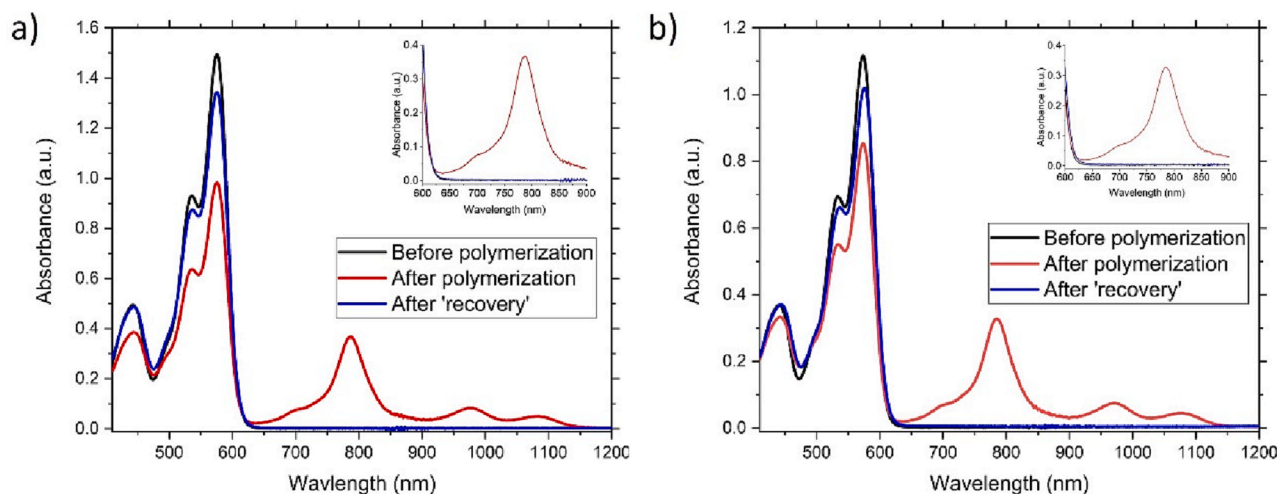 a)
1.6
1.4
1.2
1.0
0.8
0.6
0.4
0.2
0.0
Absorbance (a.u.)
500 600 700 800 900 1000 1100 1200
Wavlength (nm)
0.4
0.3
0.2
0.1
0.0
Absorbance (a.u.)
600 650 700 750 800 850 900
Wavelength (nm)
Before polymerization
After polymerization
After 'recovery'
b)
1.2
1.0
0.8
0.6
0.4
0.2
0.0
Absorbance (a.u.)
500 600 700 800 900 1000 1100 1200
Wavelength (nm)
0.4
0.3
0.2
0.1
0.0
Absorbance (a.u.)
600 650 700 750 800 850 900
Wavelength (nm)
Before polymerization
After polymerization
After 'recovery'